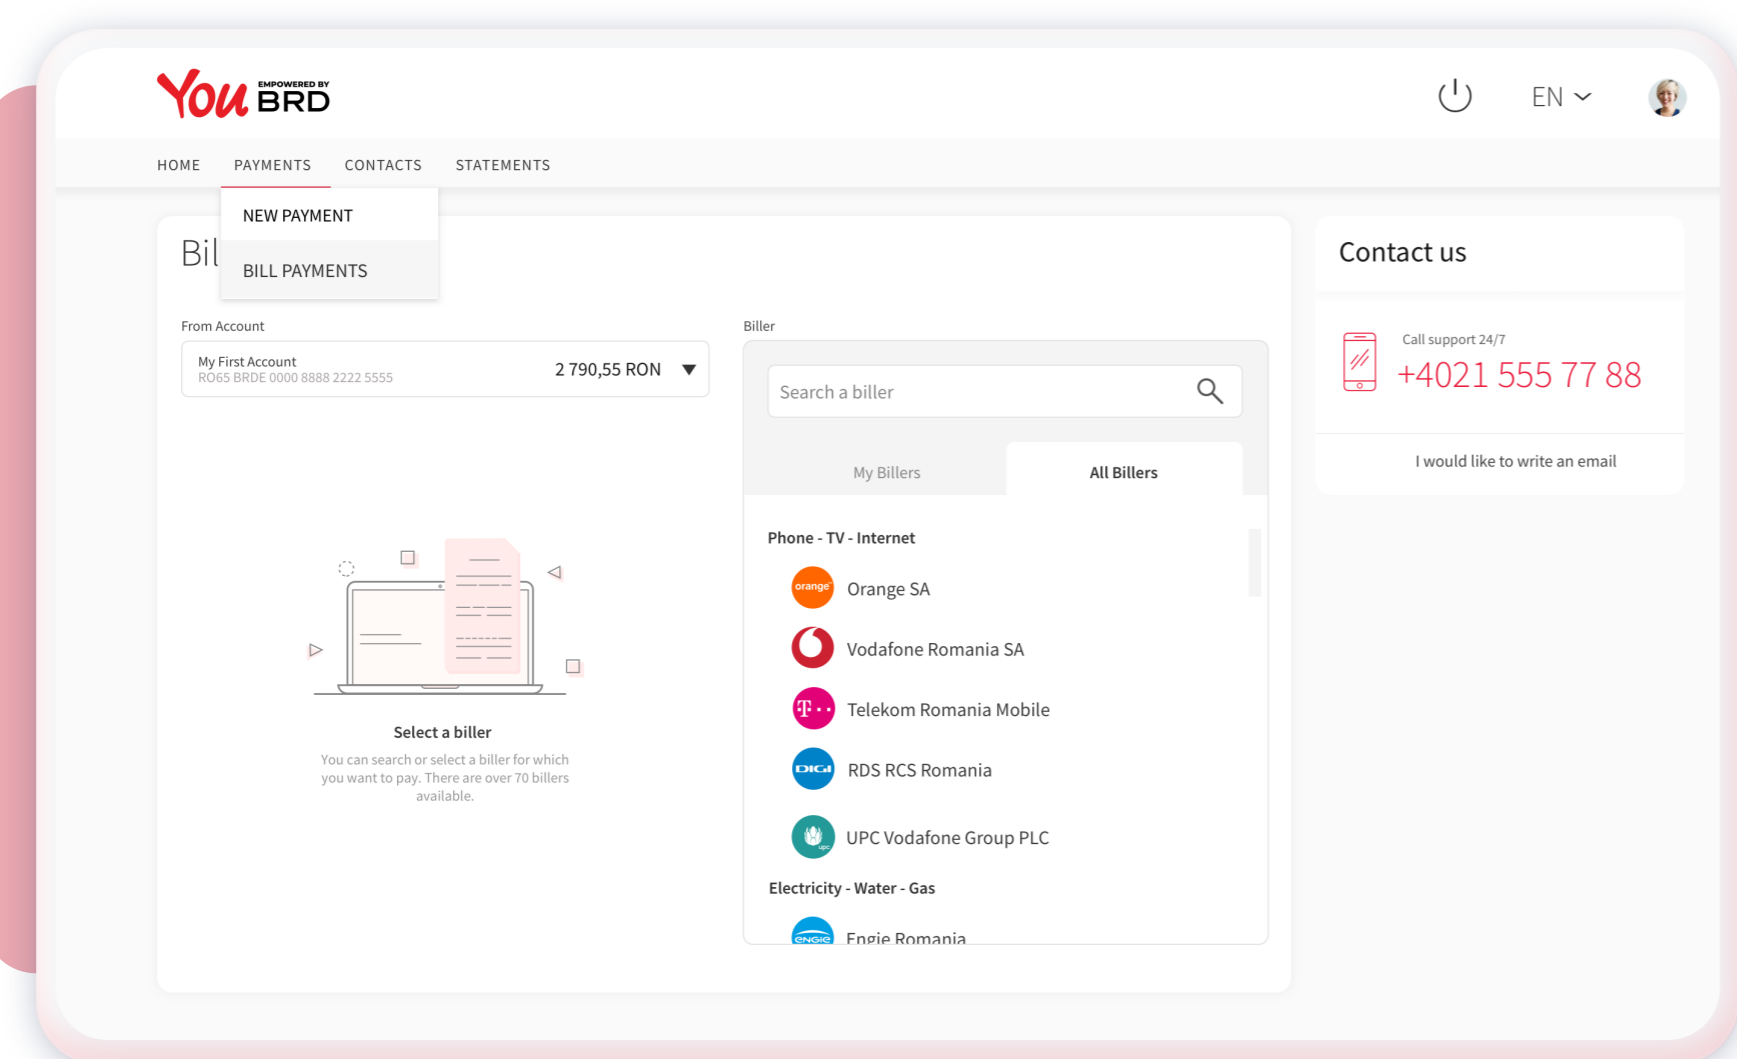 You EMPOWERED BY BRD
EN
HOME PAYMENTS CONTACTS STATEMENTS
NEW PAYMENT
BILL PAYMENTS
Bil
From Account
My First Account
RO65 BRDE 0000 8888 2222 5555
2 790,55 RON
Select a biller
You can search or select a biller for which
you want to pay. There are over 70 billers
available.
Biller
Search a biller
My Billers All Billers
Phone - TV - Internet
orange Orange SA
Vodafone Romania SA
T Telekom Romania Mobile
DIGI RDS RCS Romania
upc UPC Vodafone Group PLC
Electricity - Water - Gas
ENGIE Engie Romania
Contact us
Call support 24/7
+4021 555 77 88
I would like to write an email